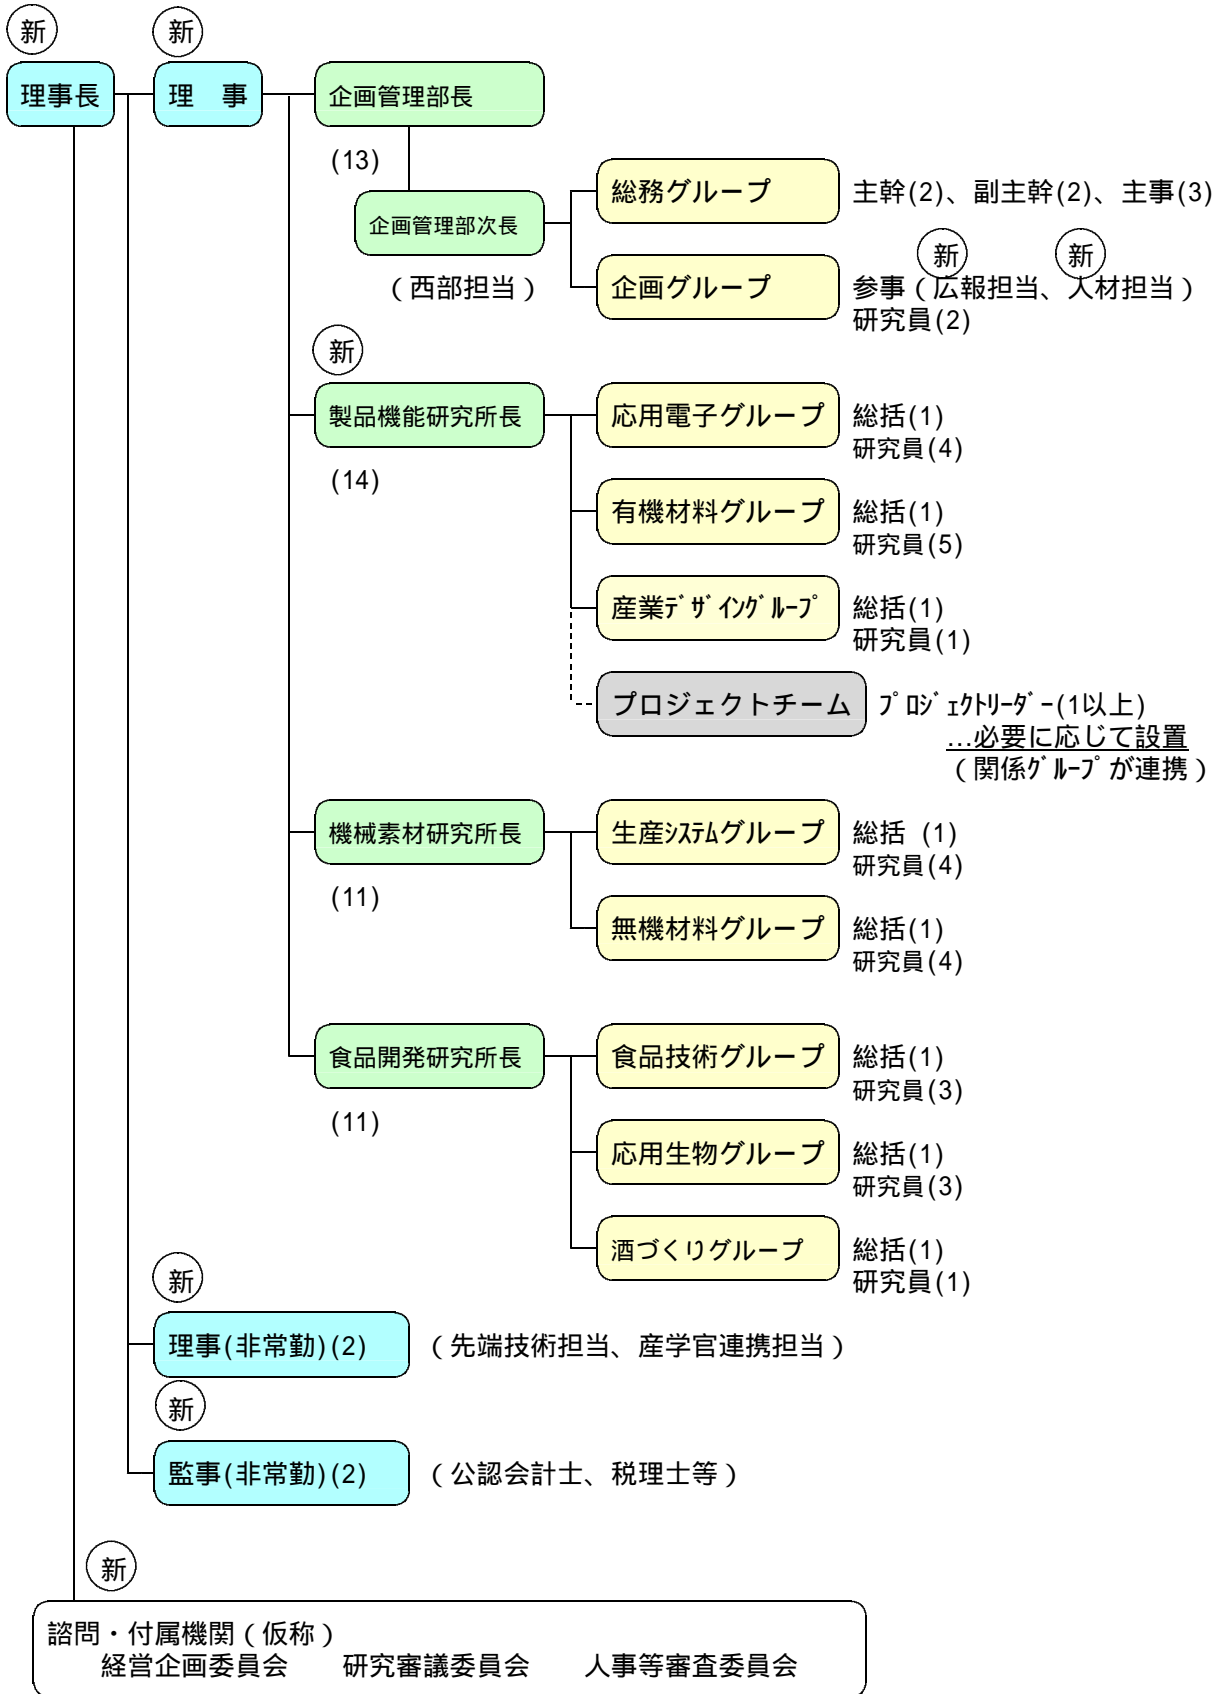 新 新
理事長 理　事 企画管理部長
(13)
総務グループ 主幹(2)、副主幹(2)、主事(3)
企画管理部次長
新 新
（西部担当） 企画グループ 参事（広報担当、人材担当）
研究員(2)
新
製品機能研究所長 応用電子グループ 総括(1)
研究員(4)
(14)
有機材料グループ 総括(1)
研究員(5)
産業ﾃﾞｻﾞｲﾝｸﾞﾙｰﾌﾟ 総括(1)
研究員(1)
プロジェクトチーム ﾌﾟﾛｼﾞｪｸﾄﾘｰﾀﾞｰ(1以上)
…必要に応じて設置
（関係ｸﾞﾙｰﾌﾟが連携）
機械素材研究所長 生産ｼｽﾃﾑグループ 総括 (1)
研究員(4)
(11)
無機材料グループ 総括(1)
研究員(4)
食品開発研究所長 食品技術グループ 総括(1)
研究員(3)
(11)
応用生物グループ 総括(1)
研究員(3)
酒づくりグループ 総括(1)
研究員(1)
新
理事(非常勤)(2) （先端技術担当、産学官連携担当）
新
監事(非常勤)(2) （公認会計士、税理士等）
新
諮問・付属機関（仮称）
経営企画委員会 研究審議委員会 人事等審査委員会